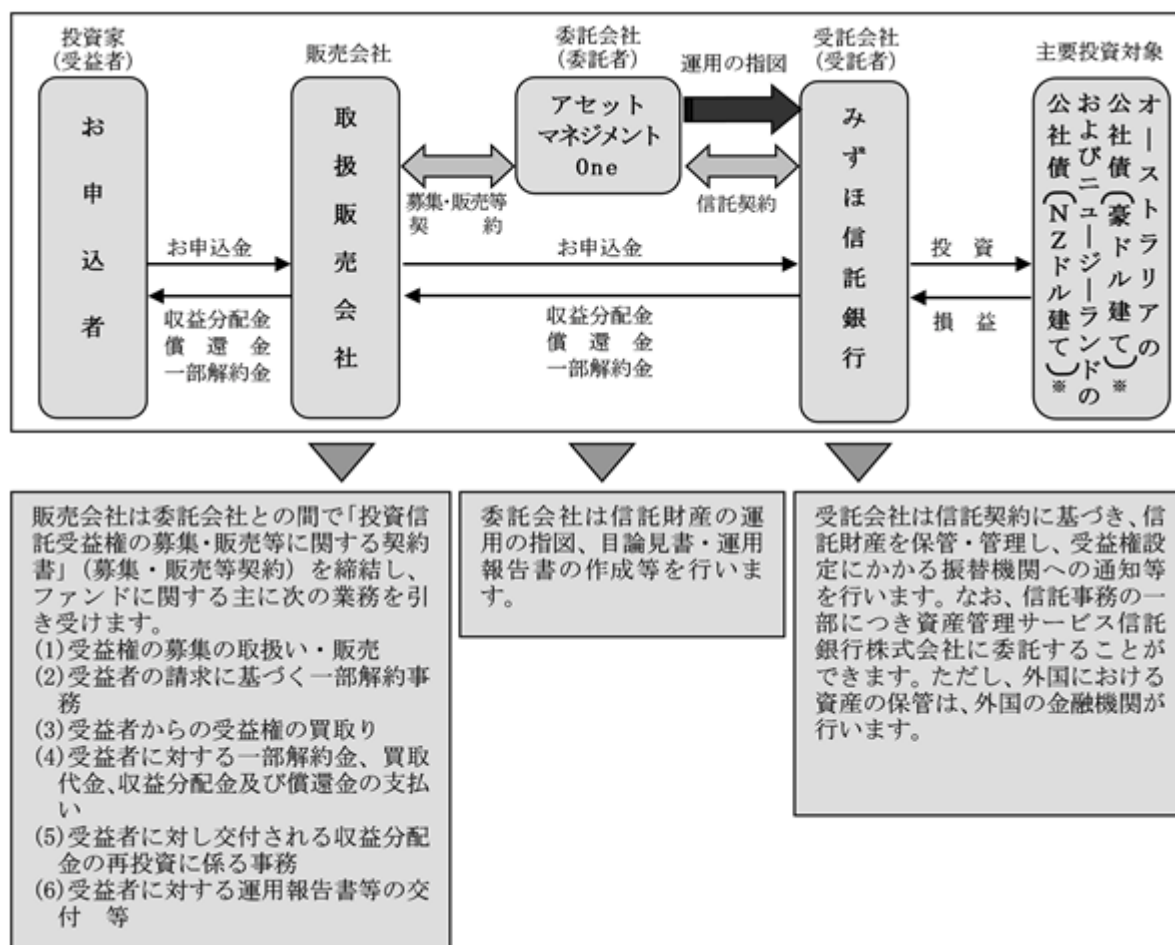 投資家
(受益者)
お申込者
販売会社
取扱販売会社
委託会社
(委託者)
アセット
マネジメント
One
運用の指図
受託会社
(受託者)
みずほ信託銀行
主要投資対象
オーストラリアの
公社債(豪ドル建て)※
およびニュージーランドの
公社債(NZドル建て)※
募集・販売等
契約
信託契約
お申込金
収益分配金
償還金
一部解約金
お申込金
収益分配金
償還金
一部解約金
投資
損益
販売会社は委託会社との間で「投資信
託受益権の募集・販売等に関する契約
書」(募集・販売等契約)を締結し、
ファンドに関する主に次の業務を引
き受けます。
(1)受益権の募集の取扱い・販売
(2)受益者の請求に基づく一部解約事
務
(3)受益者からの受益権の買取り
(4)受益者に対する一部解約金、買取
代金、収益分配金及び償還金の支払
い
(5)受益者に対し交付される収益分配
金の再投資に係る事務
(6)受益者に対する運用報告書等の交
付 等
委託会社は信託財産の運
用の指図、目論見書・運用
報告書の作成等を行いま
す。
受託会社は信託契約に基づき、信
託財産を保管・管理し、受益権設
定にかかる振替機関への通知等
を行います。なお、信託事務の一
部につき資産管理サービス信託
銀行株式会社に委託することが
できます。ただし、外国における
資産の保管は、外国の金融機関が
行います。